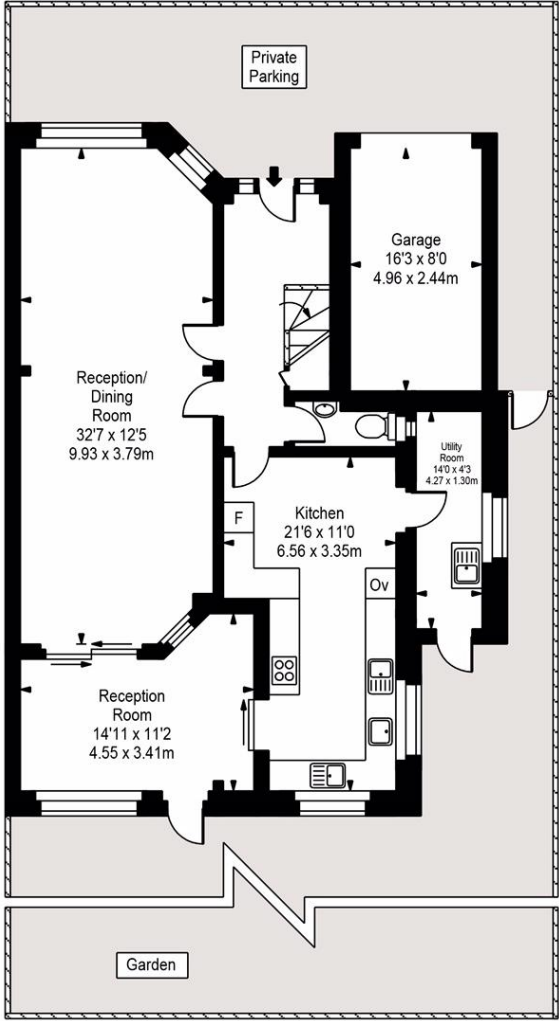 Private
Parking
Garage
16'3 x 8'0
4.96 x 2.44m
Reception/
Dining
Room
32'7 x 12'5
9.93 x 3.79m
Utility
Room
14'0 x 4'3
4.27 x 1.30m
Kitchen
21'6 x 11'0
6.56 x 3.35m
F
Ov
Reception
Room
14'11 x 11'2
4.55 x 3.41m
Garden